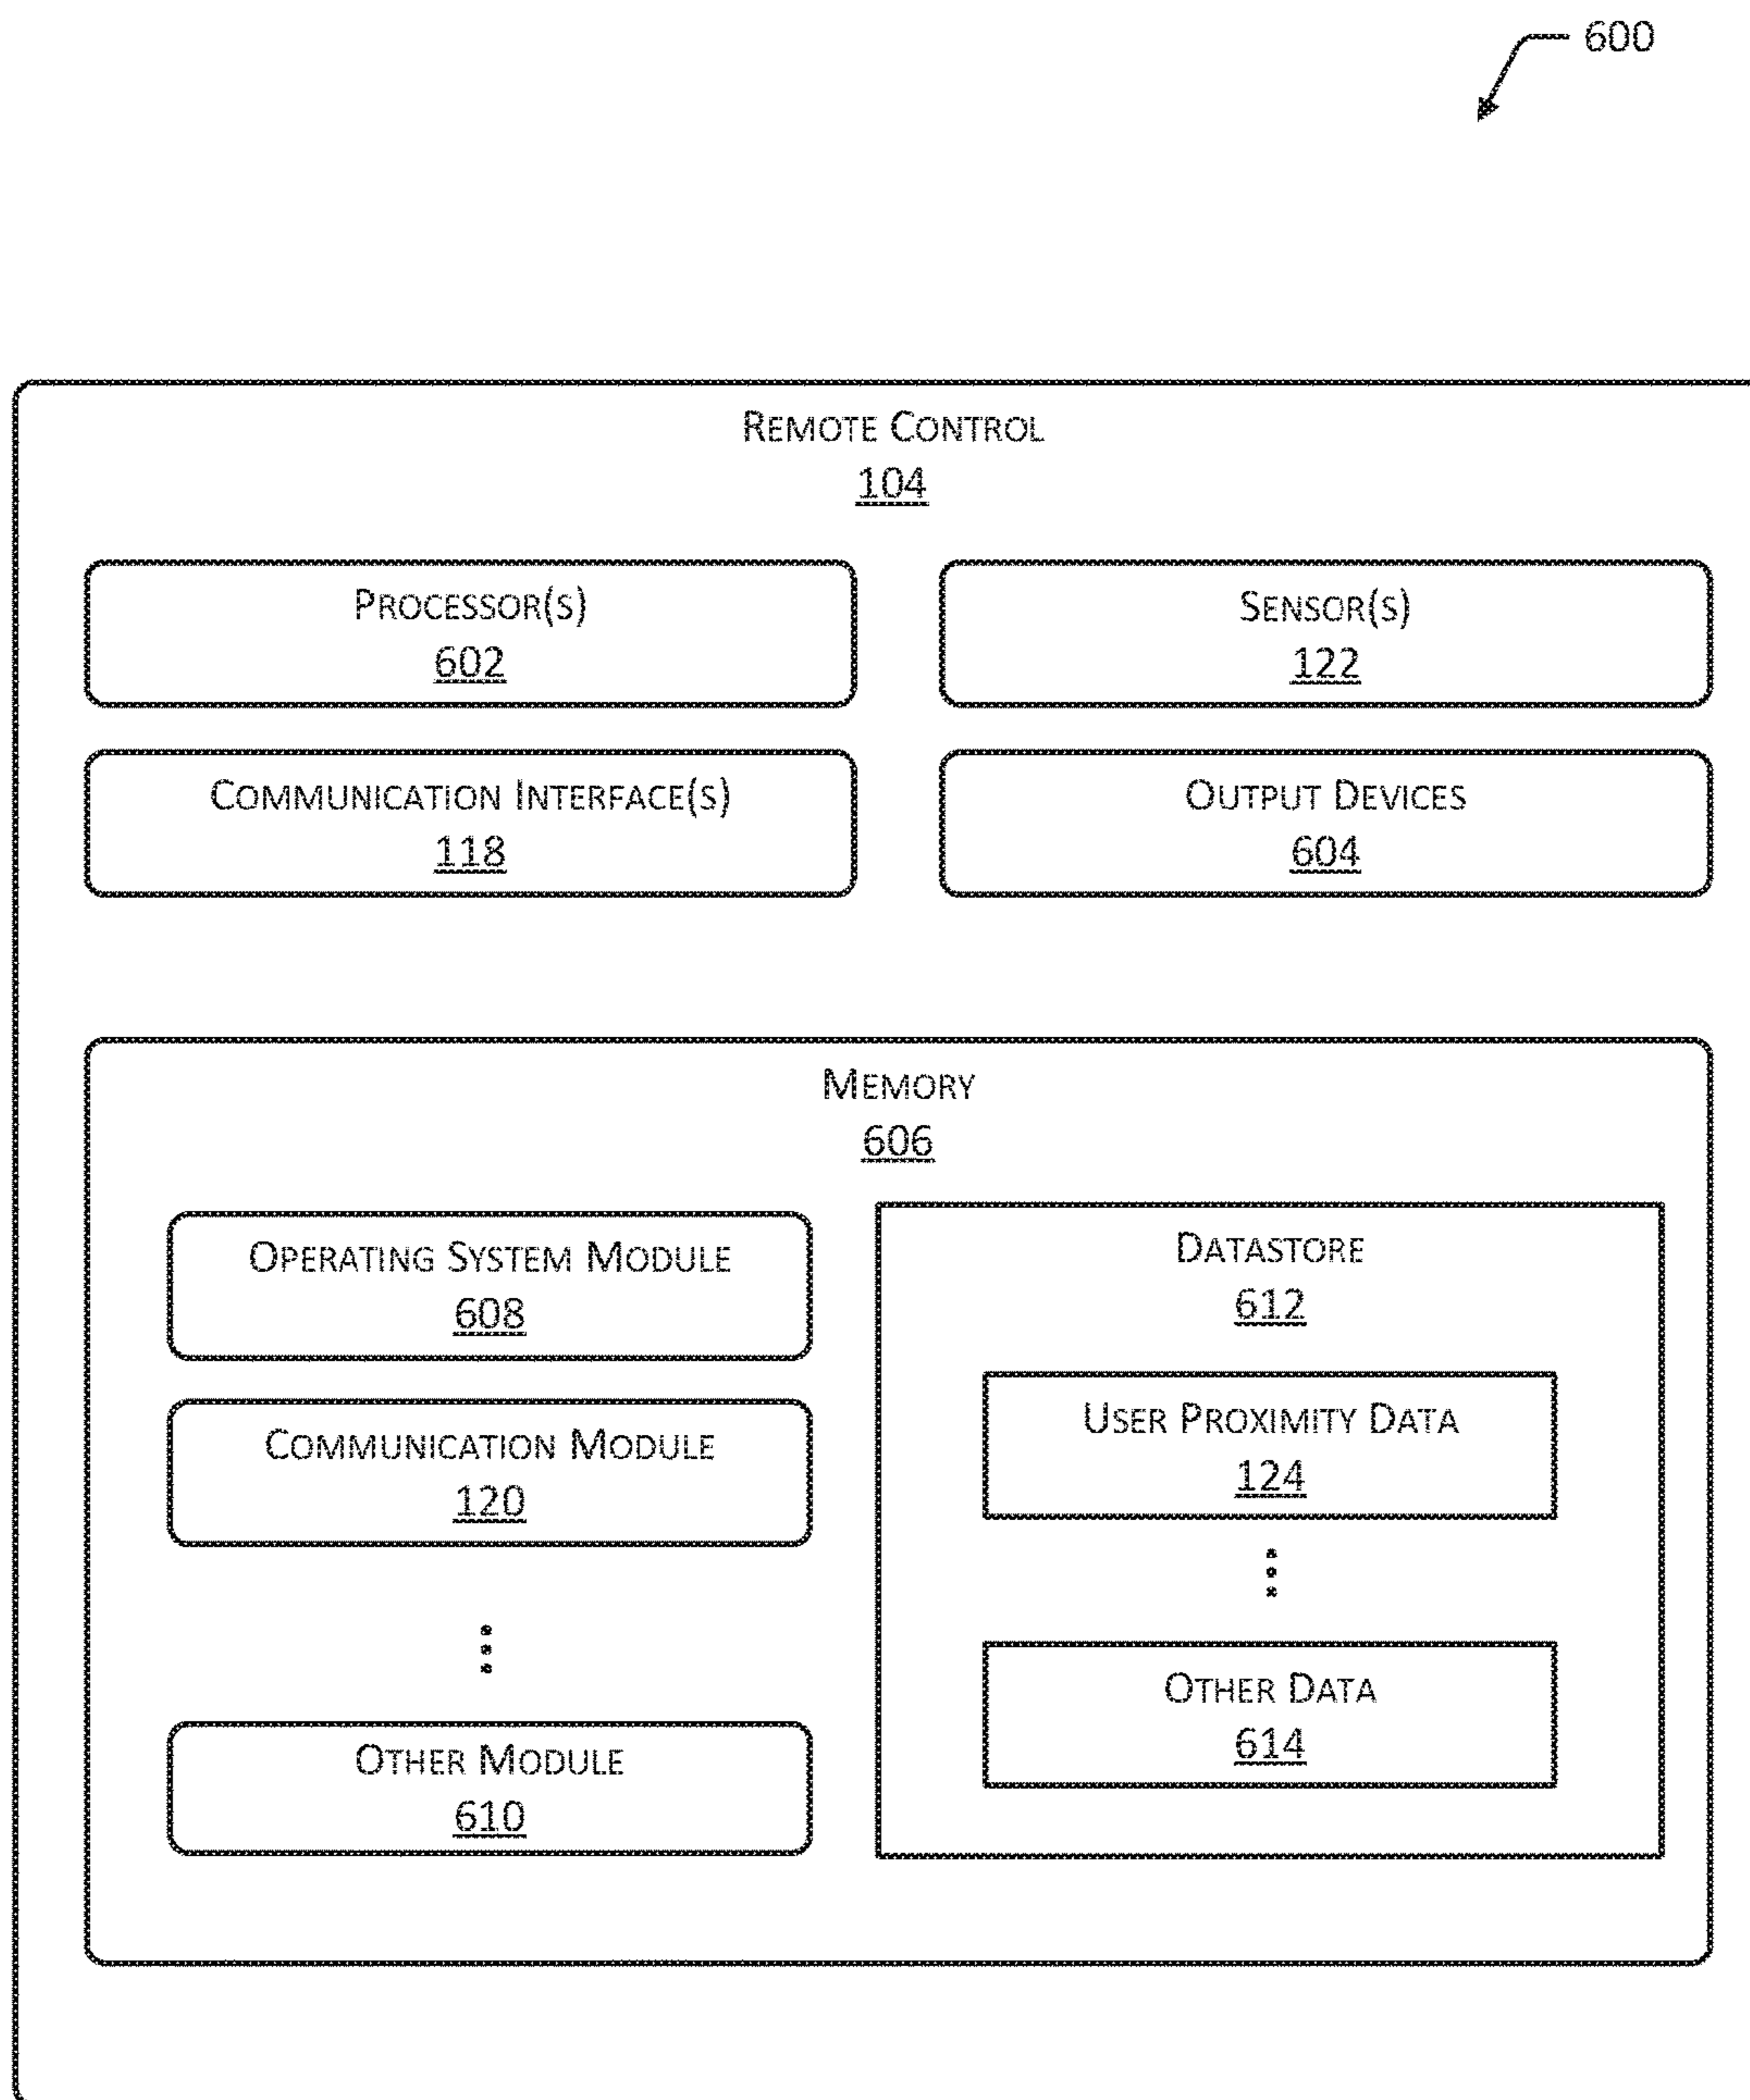 600
REMOTE CONTROL
104
PROCESSOR(S)
602
SENSOR(S)
122
COMMUNICATION INTERFACE(S)
118
OUTPUT DEVICES
604
MEMORY
606
OPERATING SYSTEM MODULE
608
COMMUNICATION MODULE
120
OTHER MODULE
610
DATASTORE
612
USER PROXIMITY DATA
124
OTHER DATA
614